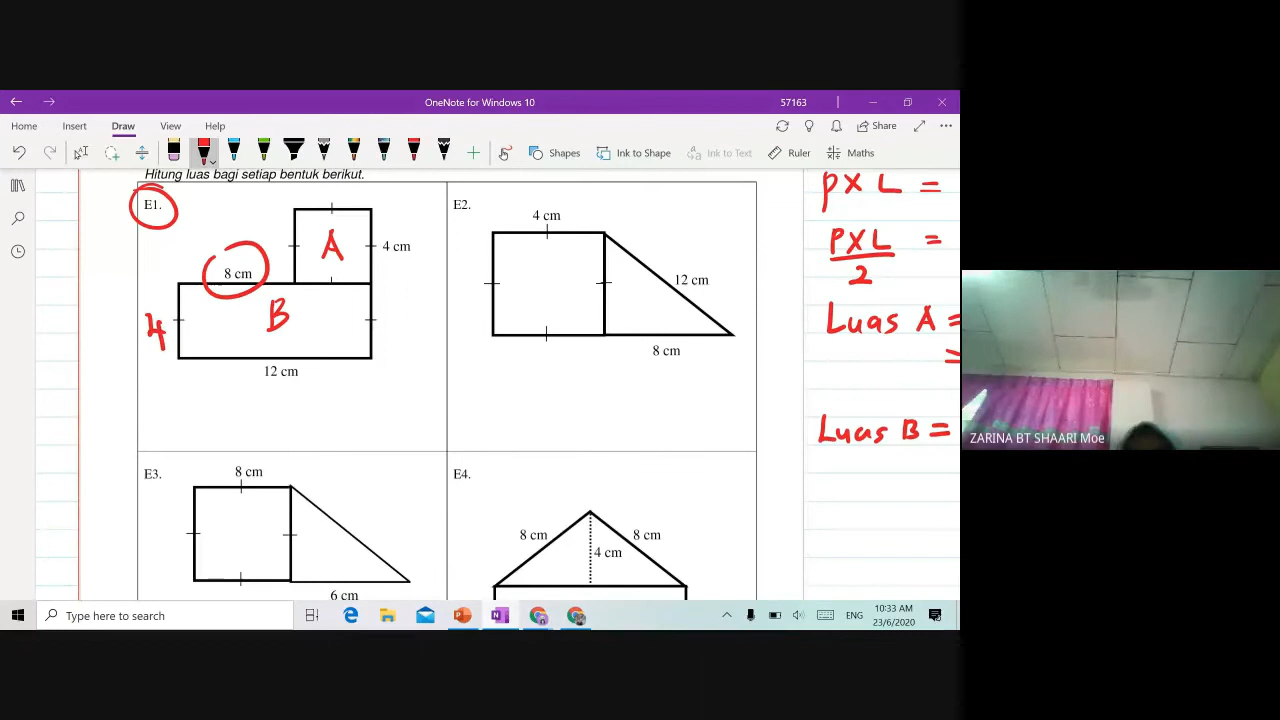 OneNote for Windows 10
57163
Home
Insert
Draw
View
Help
Share
Shapes
Ink to Shape
Ink to Text
Ruler
Maths
Hitung luas bagi setiap bentuk berikut.
E1.
A
4 cm
8 cm
B
4
12 cm
E2.
4 cm
12 cm
8 cm
E3.
8 cm
6 cm
E4.
8 cm
8 cm
4 cm
P X L =
P X L =
2
Luas A =
=
Luas B =
ZARINA BT SHAARI Moe
Type here to search
ENG
10:33 AM
23/6/2020